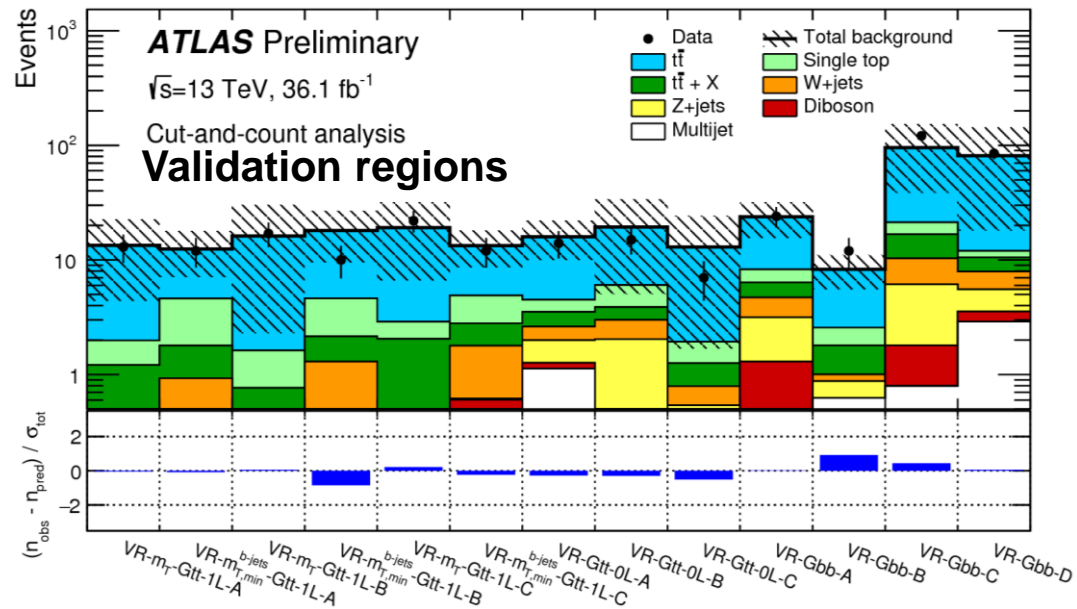 Events
10³
10²
10
1
ATLAS Preliminary
√s=13 TeV, 36.1 fb⁻¹
Cut-and-count analysis
Validation regions
Data
Total background
tt̄
Single top
tt̄ + X
W+jets
Z+jets
Diboson
Multijet
(n_obs - n_pred) / σ_tot
2
0
−2
VR-m_T-Gtt-1L-A
VR-m_T,min^b-jets-Gtt-1L-A
VR-m_T-Gtt-1L-B
VR-m_T,min^b-jets-Gtt-1L-B
VR-m_T-Gtt-1L-C
VR-m_T,min^b-jets-Gtt-1L-C
VR-Gtt-0L-A
VR-Gtt-0L-B
VR-Gtt-0L-C
VR-Gbb-A
VR-Gbb-B
VR-Gbb-C
VR-Gbb-D